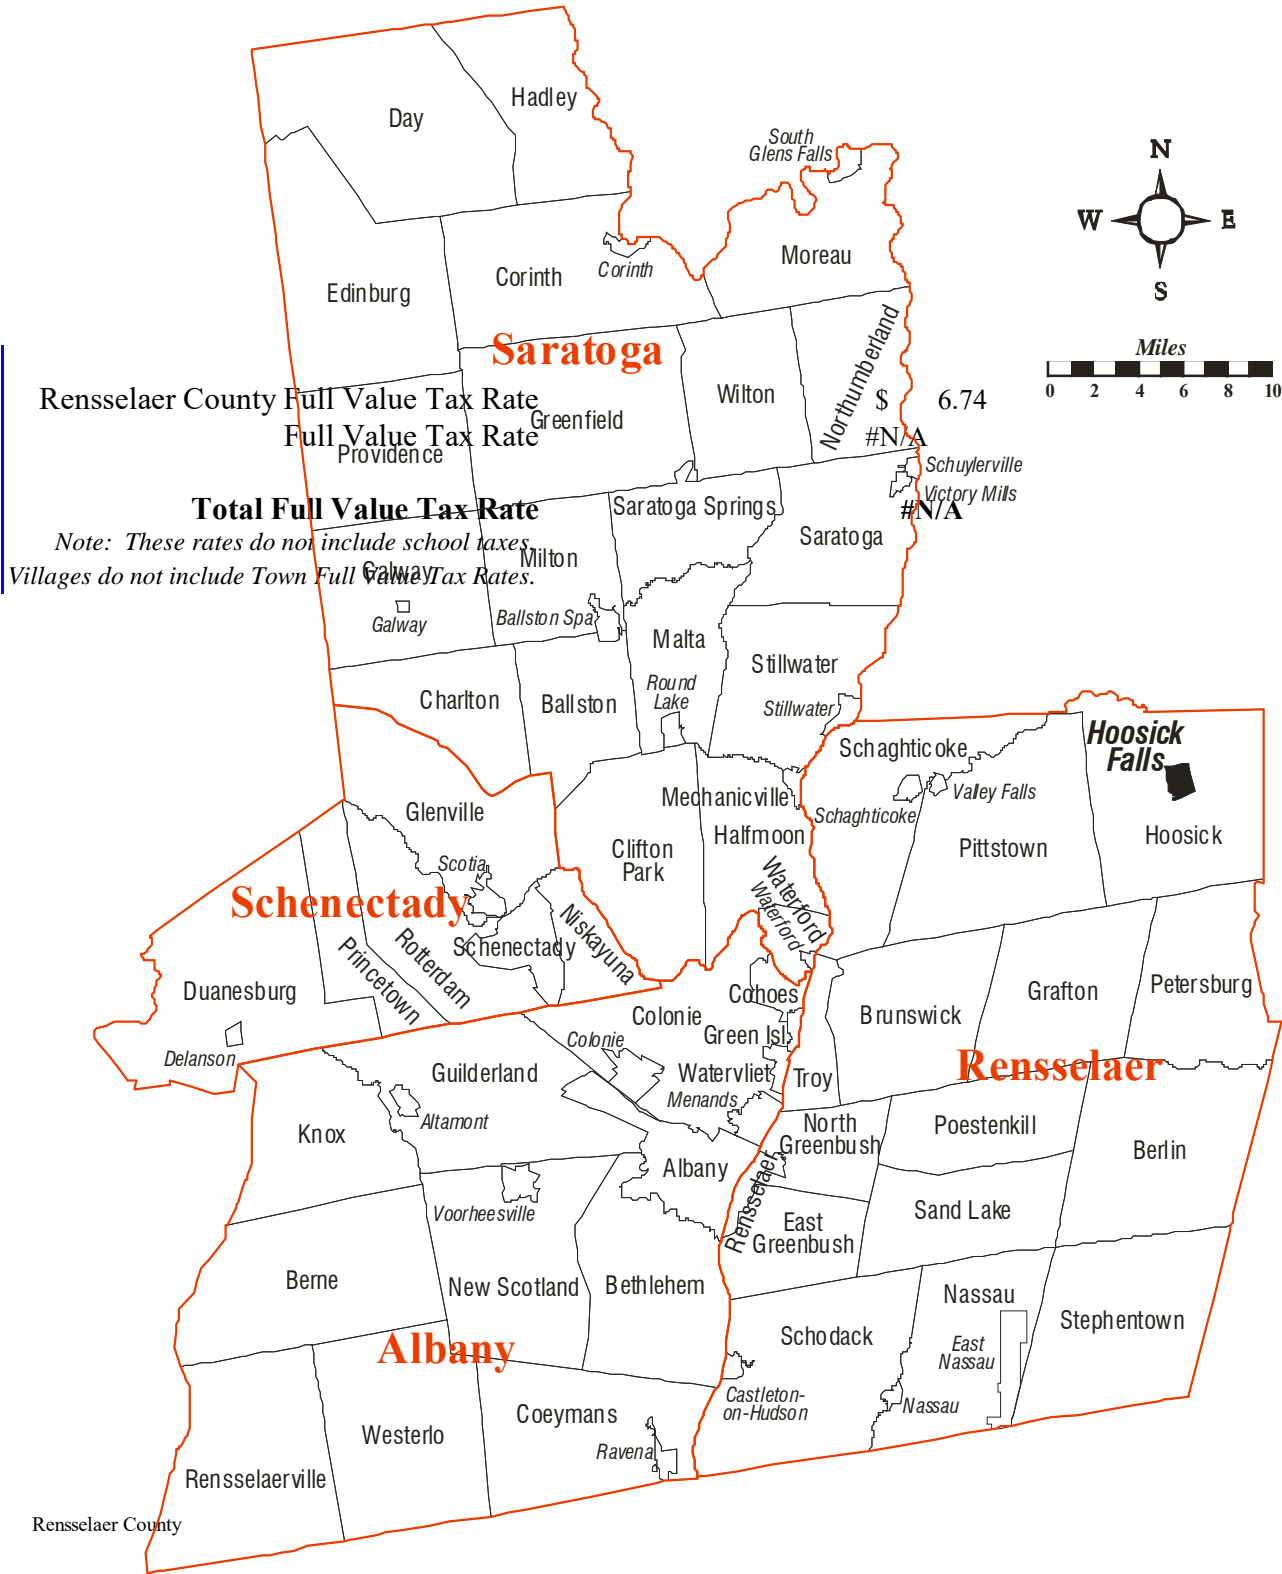 Hadley
Day
South
Glens Falls
N
W
E
S
Moreau
Corinth
Corinth
Edinburg
Northumberland
Saratoga
Miles
0 2 4 6 8 10
Wilton
Rensselaer County Full Value Tax Rate $ 6.74
Greenfield
Full Value Tax Rate #N/A
Providence
Schuylerville
Victory Mills
Saratoga Springs
Total Full Value Tax Rate #N/A
Saratoga
Note: These rates do not include school taxes.
Milton
Galway
Villages do not include Town Full Value Tax Rates.
Galway
Ballston Spa
Malta
Stillwater
Round
Lake
Charlton
Ballston
Stillwater
Hoosick
Falls
Schaghticoke
Valley Falls
Mechanicville
Glenville
Schaghticoke
Halfmoon
Hoosick
Clifton
Park
Pittstown
Scotia
Waterford
Waterford
Schenectady
Niskayuna
Schenectady
Rotterdam
Princetown
Duanesburg
Cohoes
Grafton
Petersburg
Colonie
Brunswick
Green Isl.
Colonie
Delanson
Rensselaer
Guilderland
Watervliet
Troy
Menands
Altamont
North
Greenbush
Poestenkill
Knox
Berlin
Albany
Rensselaer
Voorheesville
Sand Lake
East
Greenbush
Berne
New Scotland
Bethlehem
Nassau
Stephentown
Schodack
East
Nassau
Albany
Castleton-
on-Hudson
Nassau
Coeymans
Westerlo
Ravena
Rensselaerville
Rensselaer County